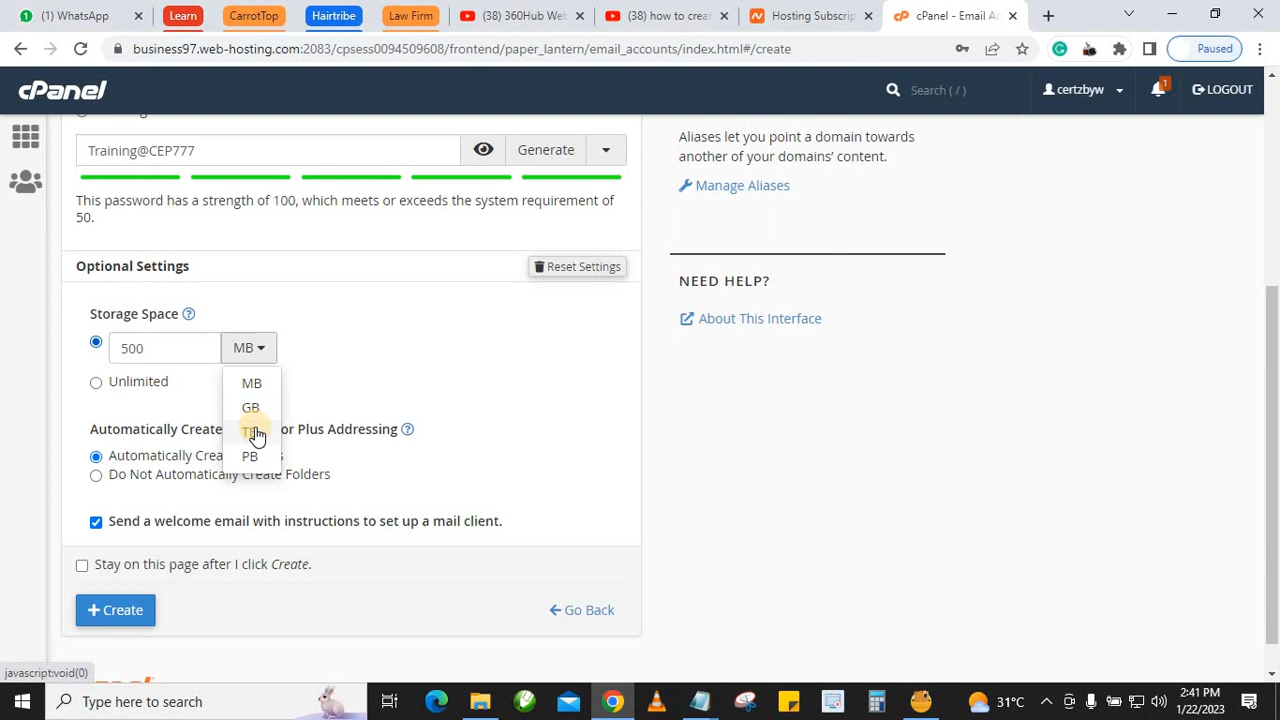 (1) WhatsApp
Learn
CarrotTop
Hairtribe
Law Firm
(38) 360Hub Web
(38) how to creat
Hosting Subscrip
cPanel - Email Ac
business97.web-hosting.com:2083/cpsess0094509608/frontend/paper_lantern/email_accounts/index.html#/create
Paused
cPanel
Search ( / )
certzbyw
1
LOGOUT
Training@CEP777
Generate
This password has a strength of 100, which meets or exceeds the system requirement of
50.
Optional Settings
Reset Settings
Storage Space
500
MB
Unlimited
MB
GB
PB
Automatically Create
or Plus Addressing
Automatically Crea
s
Do Not Automatically Create Folders
Send a welcome email with instructions to set up a mail client.
Stay on this page after I click Create.
+ Create
Go Back
Aliases let you point a domain towards
another of your domains’ content.
Manage Aliases
NEED HELP?
About This Interface
javascript:void(0)
Type here to search
31°C
2:41 PM
1/22/2023